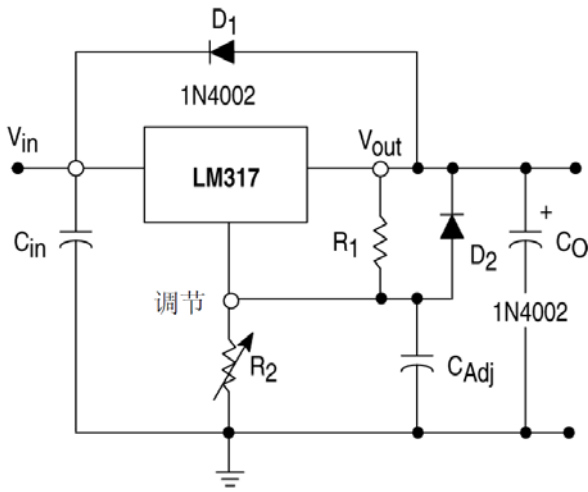 D1
1N4002
Vin
Vout
LM317
Cin
R1
D2
+
CO
1N4002
调节
R2
CAdj